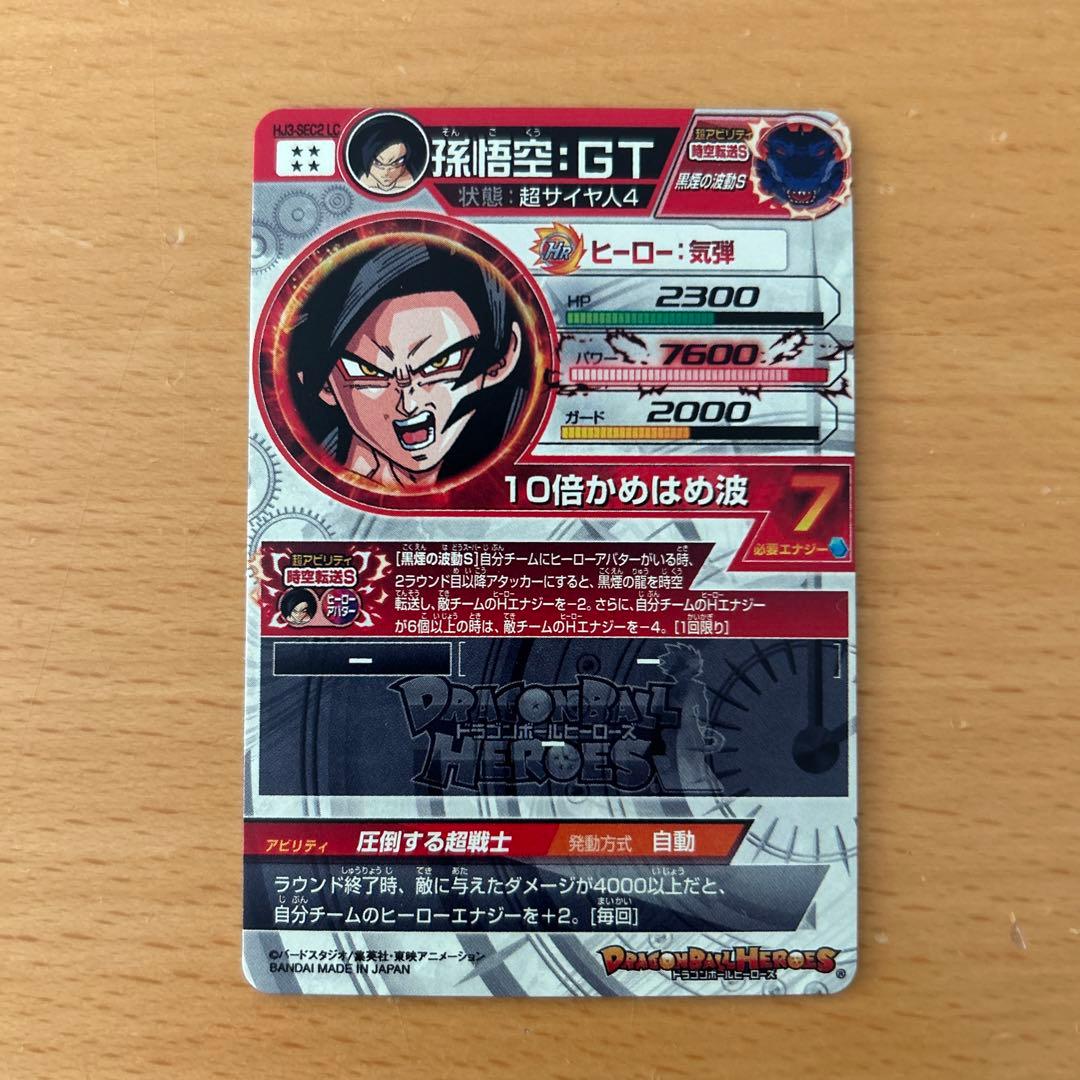 HJ3-SEC2 LC
★★
★★
そん ご くう
孫悟空:GT
状態:超サイヤ人4
超アビリティ
時空転送S
黒煙の波動S
HR ヒーロー:気弾
HP 2300
パワー 7600
ガード 2000
10倍かめはめ波
7
必要エナジー
超アビリティ
時空転送S
ヒーロー
アバター
[黒煙の波動S]自分チームにヒーローアバターがいる時、
2ラウンド目以降アタッカーにすると、黒煙の龍を時空
転送し、敵チームのHエナジーを-2。さらに、自分チームのHエナジー
が6個以上の時は、敵チームのHエナジーを-4。[1回限り]
ー [ ー ]
DRAGONBALL
ドラゴンボールヒーローズ
HEROES
ー
アビリティ 圧倒する超戦士 発動方式 自動
ラウンド終了時、敵に与えたダメージが4000以上だと、
自分チームのヒーローエナジーを+2。[毎回]
©バードスタジオ/集英社・東映アニメーション
BANDAI MADE IN JAPAN
DRAGONBALL HEROES
ドラゴンボールヒーローズ ®